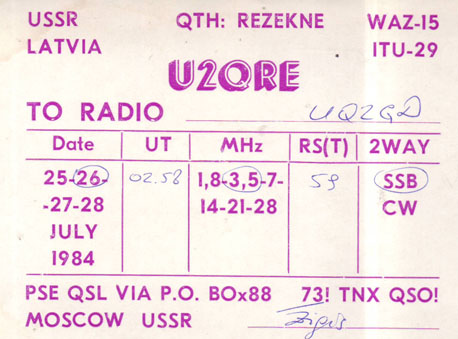 USSR QTH: REZEKNE WAZ-15
LATVIA ITU-29
U2QRE
TO RADIO UQ2GD
Date UT MHz RS(T) 2WAY
25-26- 02.58 1,8-3,5-7- 59 SSB
-27-28 14-21-28 CW
JULY
1984
PSE QSL VIA P.O. BOx88 73! TNX QSO!
MOSCOW USSR